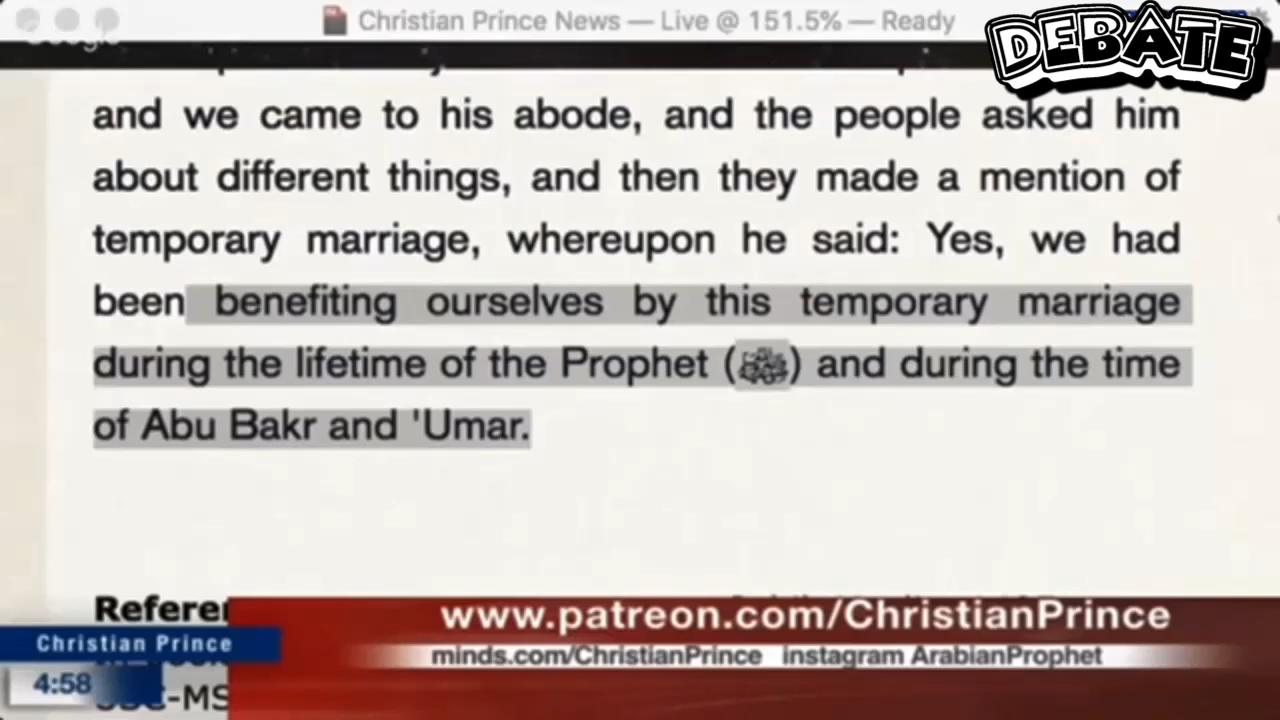 Christian Prince News — Live @ 151.5% — Ready
DEBATE
Google
and we came to his abode, and the people asked him
about different things, and then they made a mention of
temporary marriage, whereupon he said: Yes, we had
been benefiting ourselves by this temporary marriage
during the lifetime of the Prophet (ﷺ) and during the time
of Abu Bakr and 'Umar.
Refere
www.patreon.com/ChristianPrince
Christian Prince
minds.com/ChristianPrince instagram ArabianProphet
4:58
-MS